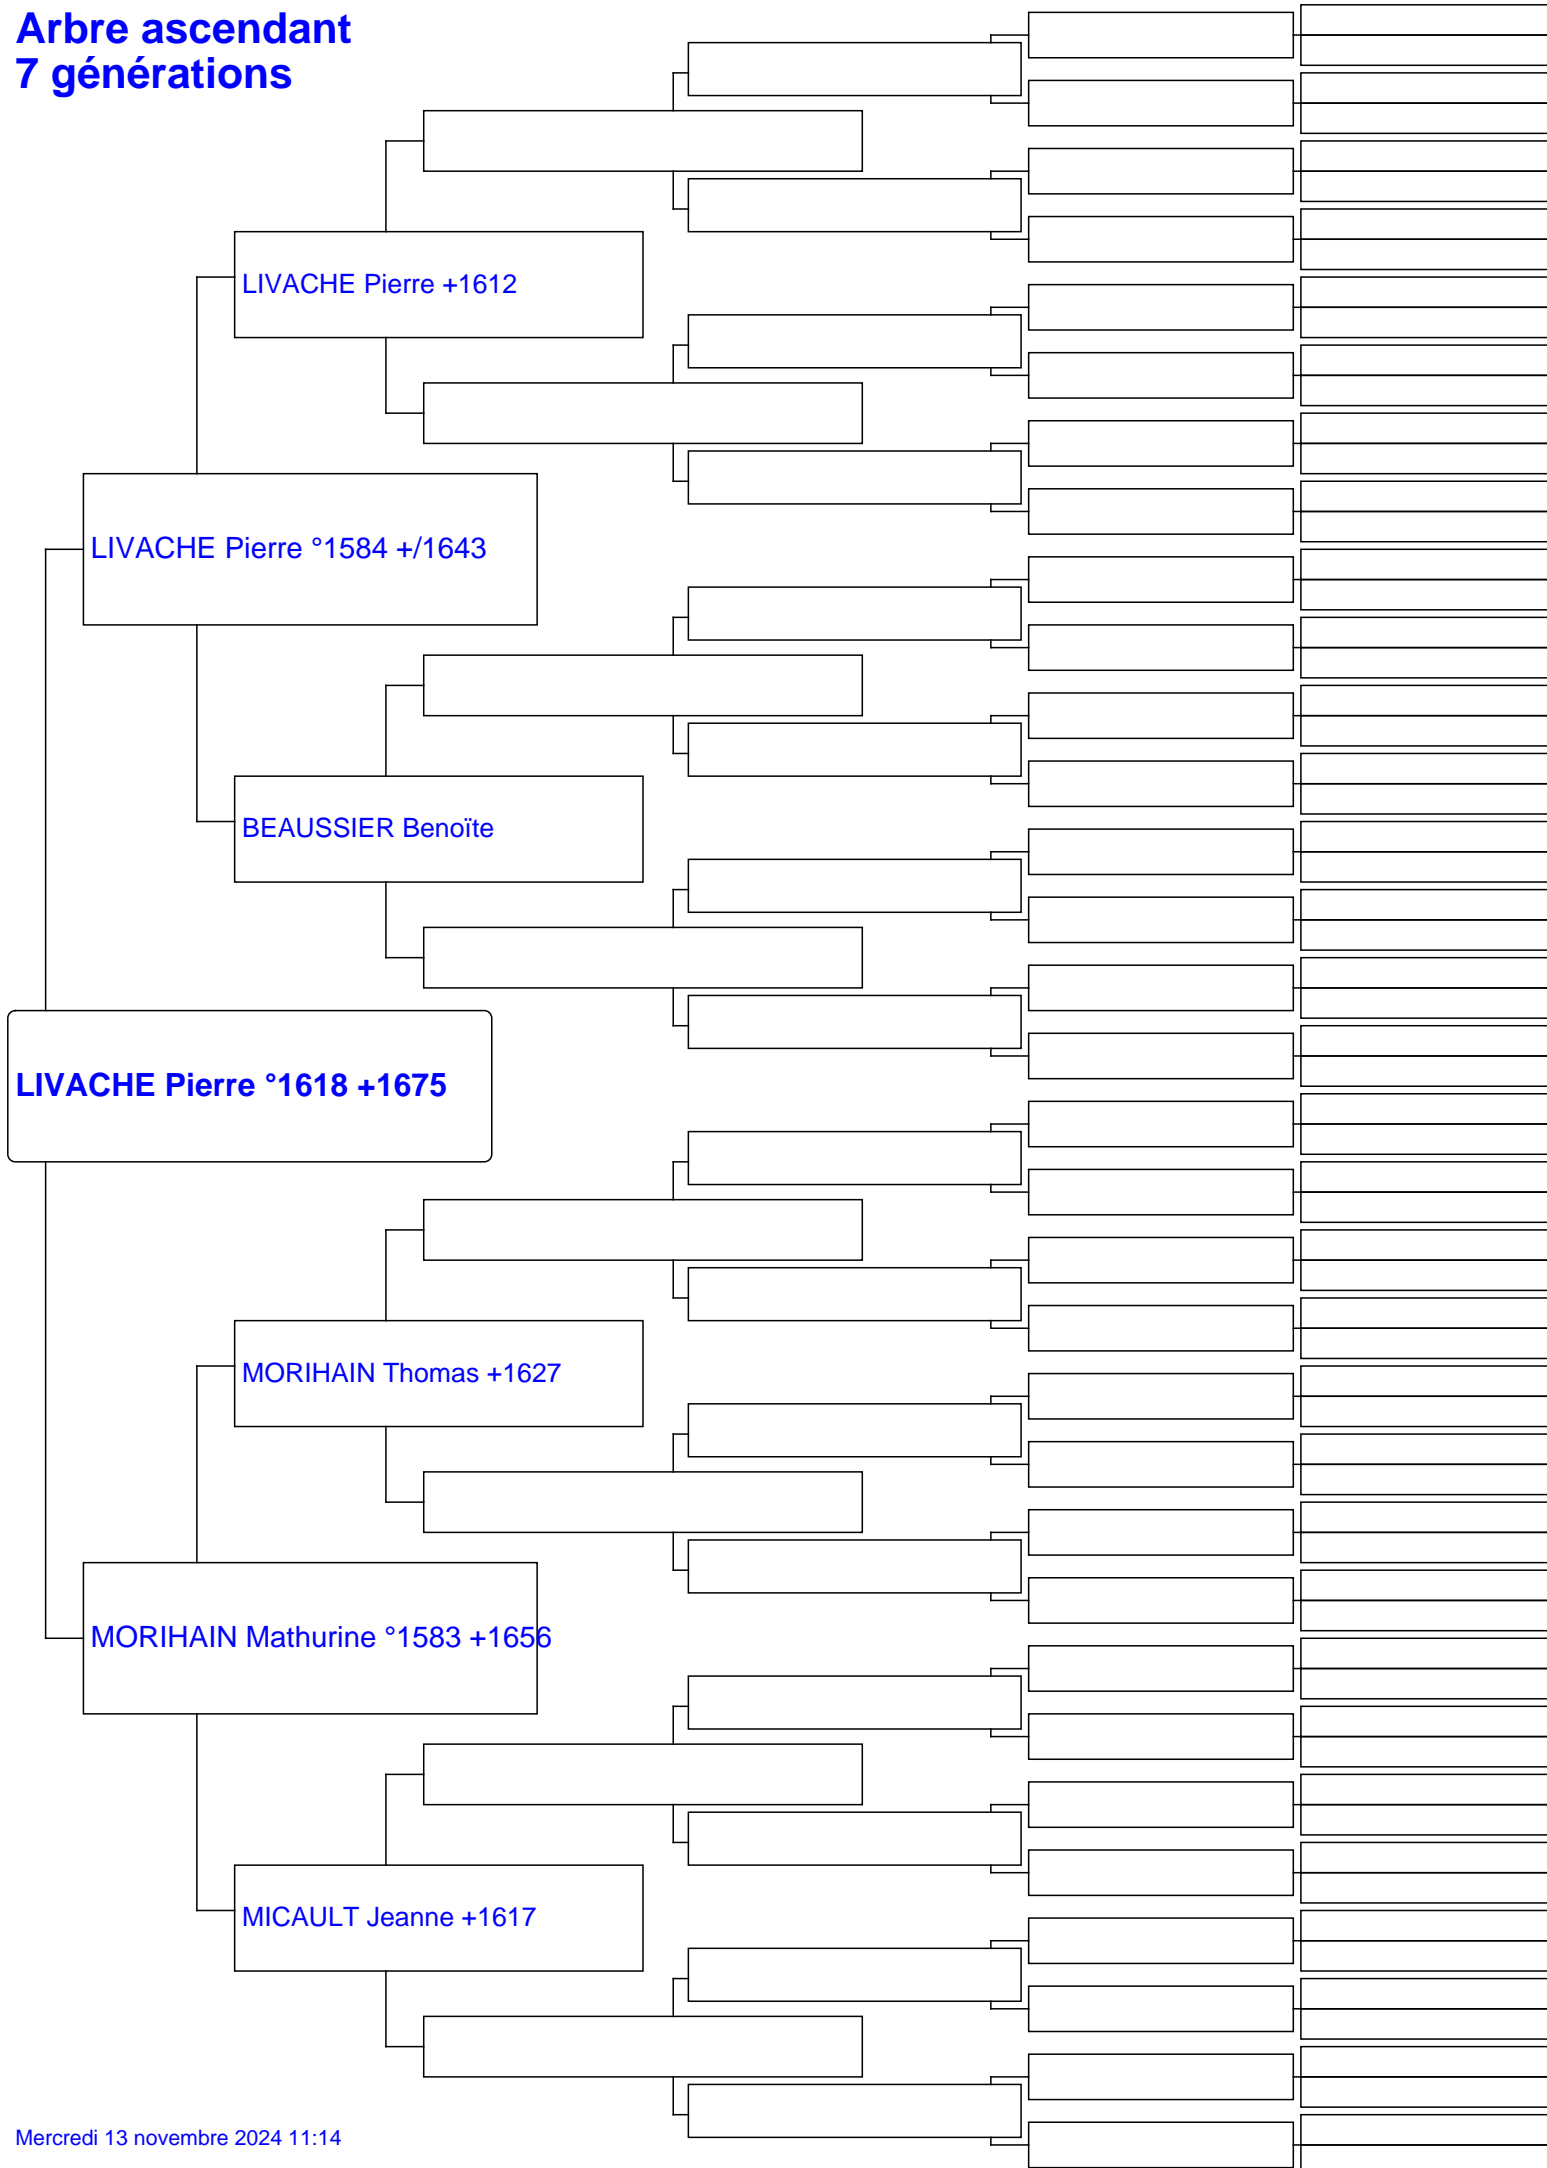 Arbre ascendant
7 générations
LIVACHE Pierre +1612
LIVACHE Pierre °1584 +/1643
BEAUSSIER Benoïte
LIVACHE Pierre °1618 +1675
MORIHAIN Thomas +1627
MORIHAIN Mathurine °1583 +1656
MICAULT Jeanne +1617
Mercredi 13 novembre 2024 11:14